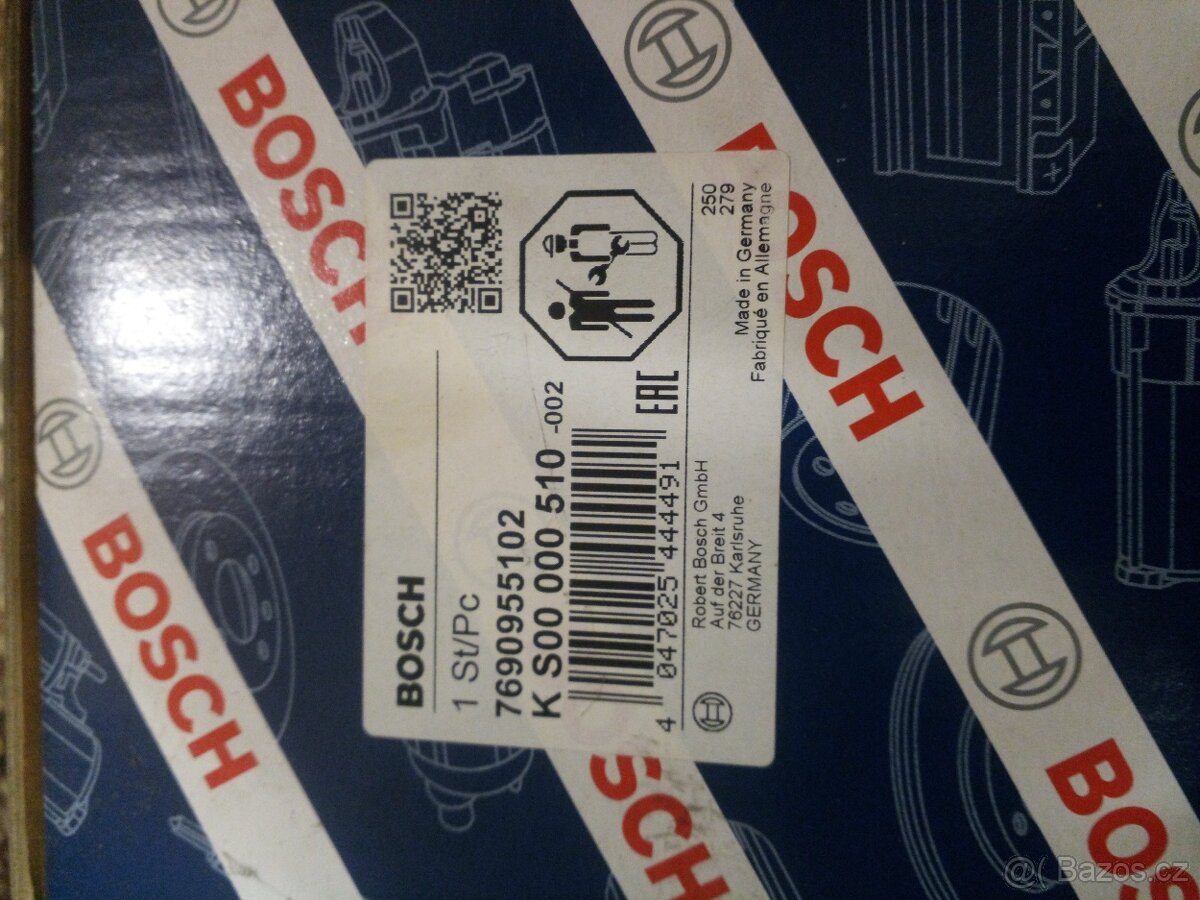 BOSCH
BOSCH
BOSCH
BOSCH
BOSCH
BOSCH
1 St/Pc
7690955102
K S00 000 510 -002
4 047025 444491
EAC
Robert Bosch GmbH
Auf der Breit 4
76227 Karlsruhe
GERMANY
250
279
Made in Germany
Fabriqué en Allemagne
@( Bazos.cz